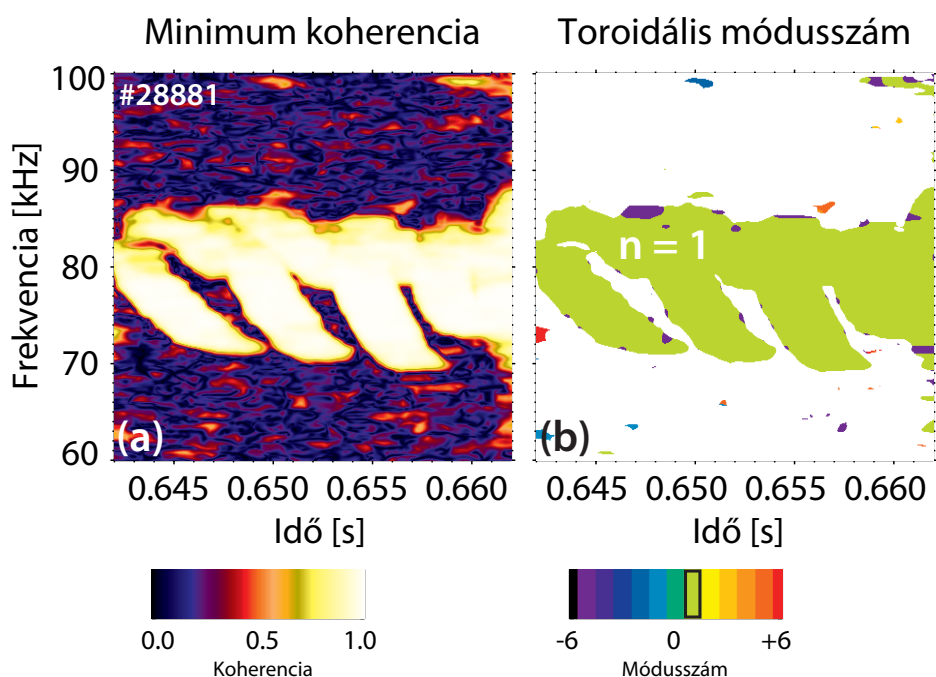 Minimum koherencia
Toroidális módusszám
#28881
Frekvencia [kHz]
100
90
80
70
60
(a)
0.645 0.650 0.655 0.660
Idő [s]
n = 1
(b)
0.645 0.650 0.655 0.660
Idő [s]
0.0 0.5 1.0
Koherencia
-6 0 +6
Módusszám